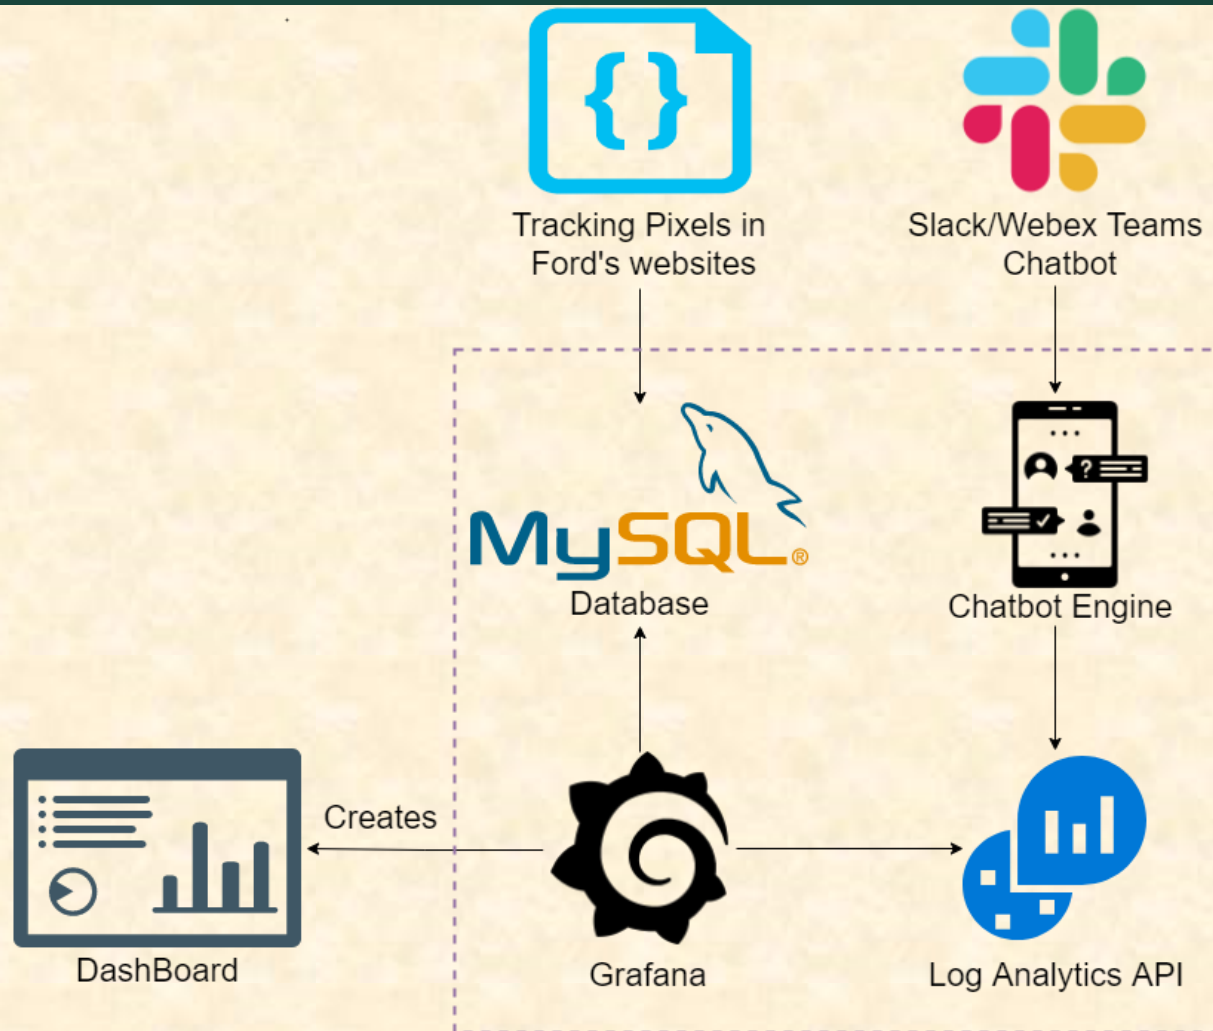 { }
Tracking Pixels in
Ford's websites
Slack/Webex Teams
Chatbot
MySQL®
Database
?
Chatbot Engine
Creates
DashBoard
Grafana
Log Analytics API